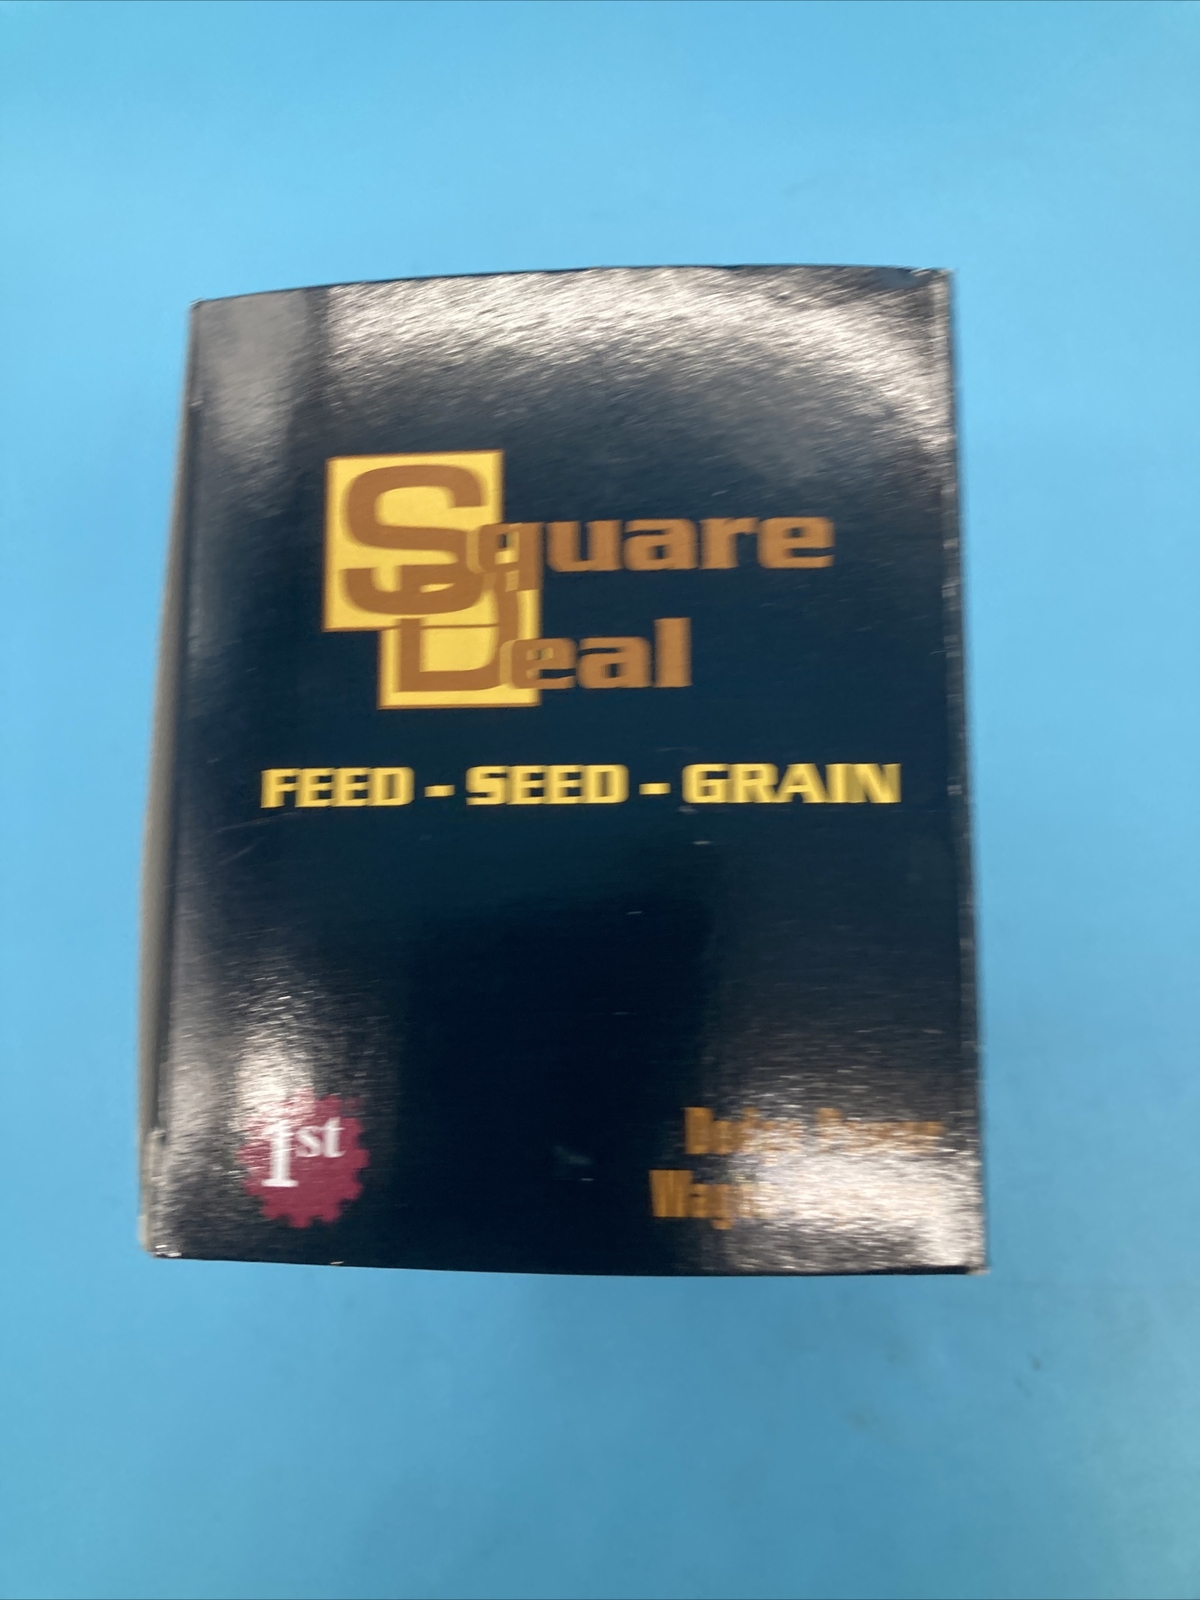 Square
Deal
FEED - SEED - GRAIN
1st